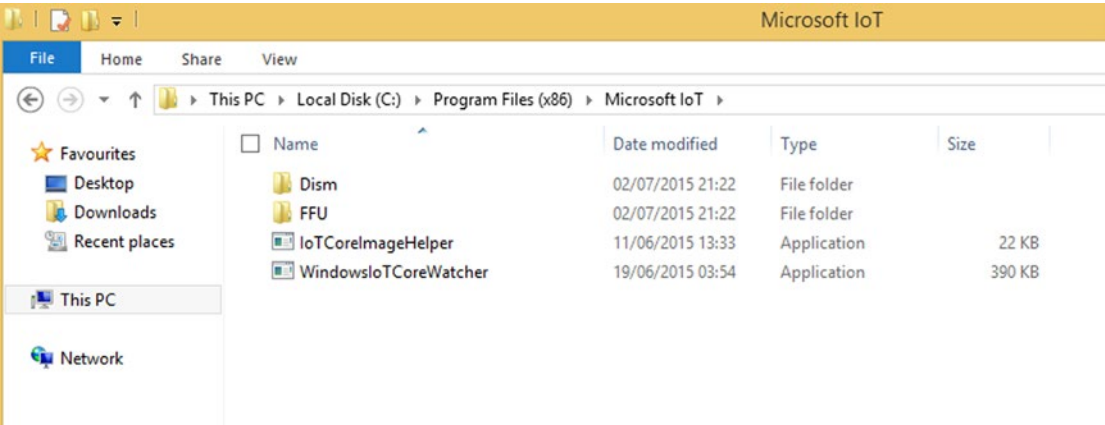 Microsoft IoT
File Home Share View
This PC Local Disk (C:) Program Files (x86) Microsoft IoT
Favourites
Desktop
Downloads
Recent places
This PC
Network
Name Date modified Type Size
Dism 02/07/2015 21:22 File folder
FFU 02/07/2015 21:22 File folder
IoTCoreImageHelper 11/06/2015 13:33 Application 22 KB
WindowsIoTCoreWatcher 19/06/2015 03:54 Application 390 KB